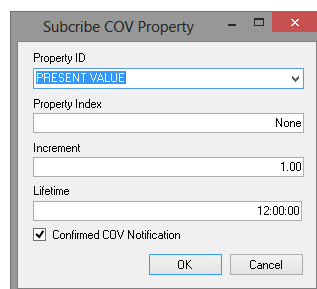 Subcribe COV Property
Property ID
PRESENT VALUE
Property Index
None
Increment
1.00
Lifetime
12:00:00
Confirmed COV Notification
OK Cancel